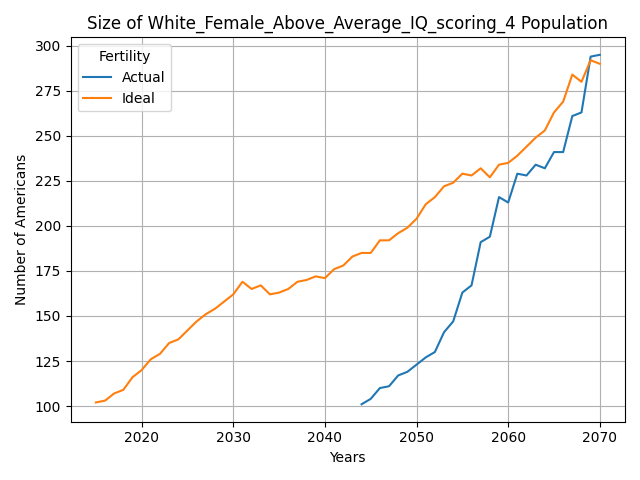 Size of White_Female_Above_Average_IQ_scoring_4 Population
Fertility
Actual
Ideal
Number of Americans
300
275
250
225
200
175
150
125
100
2020 2030 2040 2050 2060 2070
Years